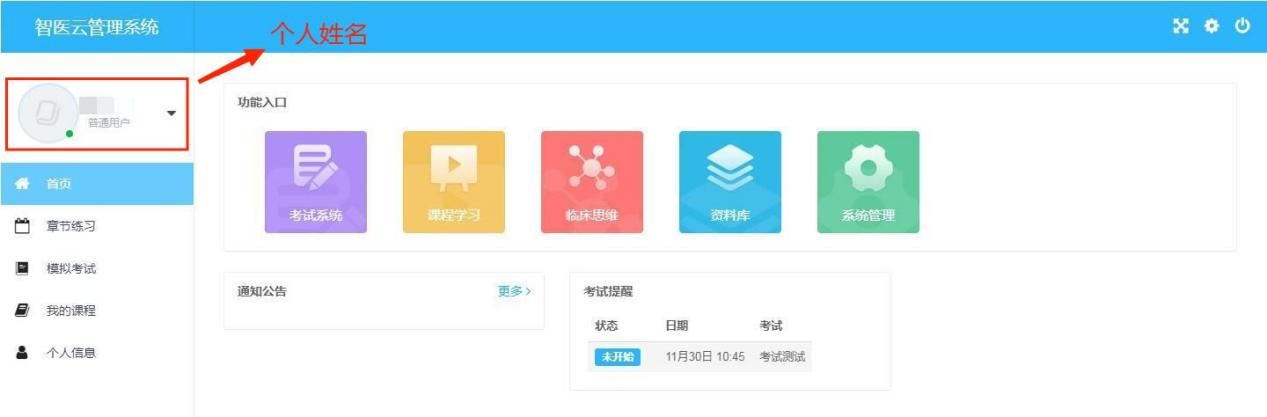 智医云管理系统
个人姓名
普通用户
首页
章节练习
模拟考试
我的课程
个人信息
功能入口
考试系统
课程学习
临床思维
资料库
系统管理
通知公告 更多 >
考试提醒
状态 日期 考试
未开始 11月30日 10:45 考试测试